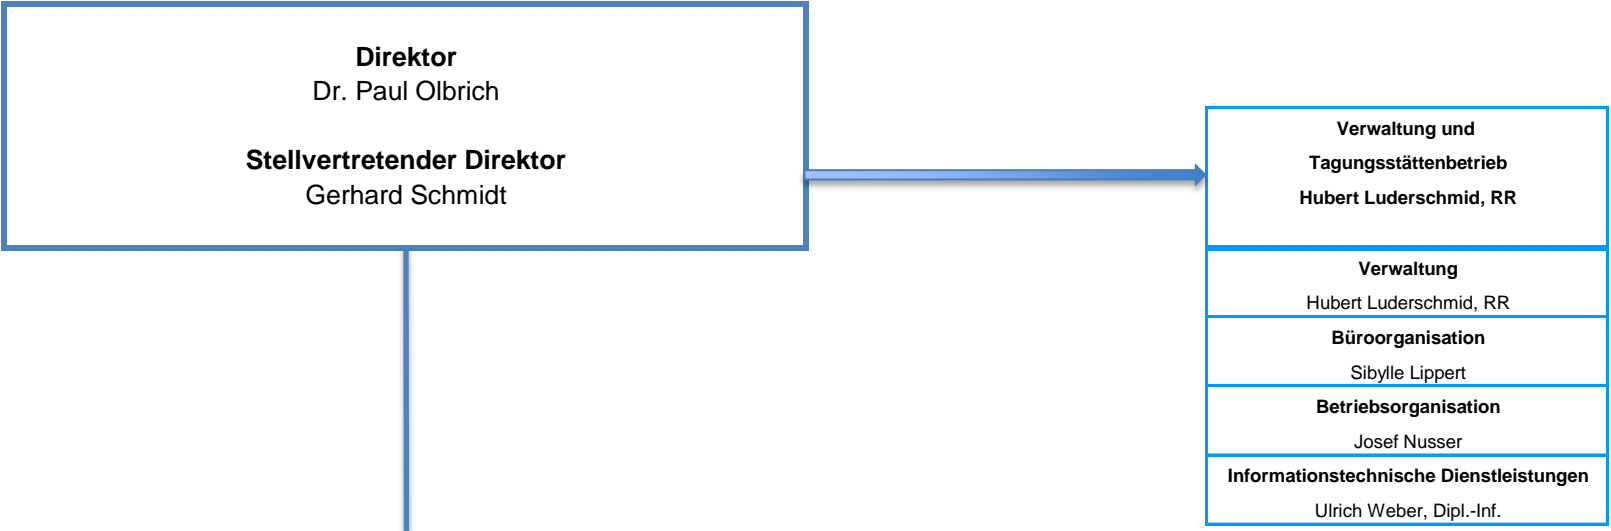 Direktor
Dr. Paul Olbrich
Stellvertretender Direktor
Gerhard Schmidt
Verwaltung und
Tagungsstättenbetrieb
Hubert Luderschmid, RR
Verwaltung
Hubert Luderschmid, RR
Büroorganisation
Sibylle Lippert
Betriebsorganisation
Josef Nusser
Informationstechnische Dienstleistungen
Ulrich Weber, Dipl.-Inf.